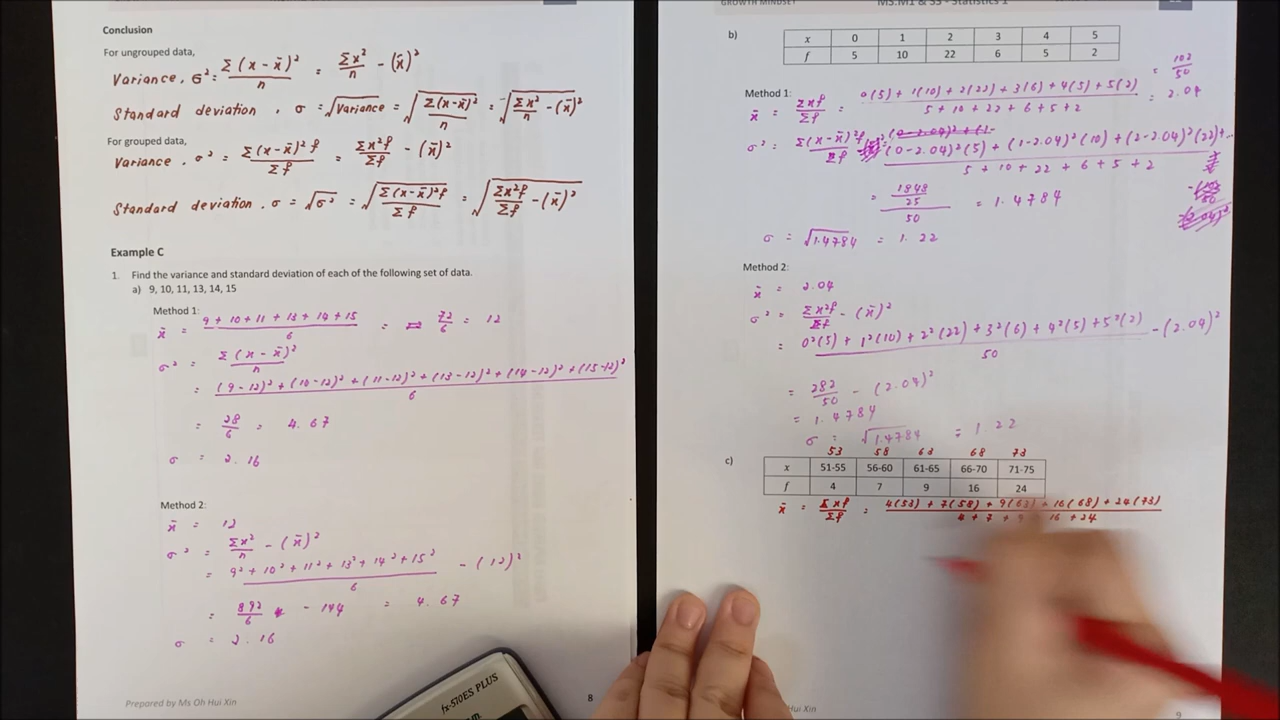 Conclusion
For ungrouped data,
Variance, σ² = Σ(x-x̄)²/n = Σx²/n - (x̄)²
Standard deviation, σ = √Variance = √(Σ(x-x̄)²/n) = √(Σx²/n - (x̄)²)
For grouped data,
Variance, σ² = Σ(x-x̄)²f/Σf = Σx²f/Σf - (x̄)²
Standard deviation, σ = √σ² = √(Σ(x-x̄)²f/Σf) = √(Σx²f/Σf - (x̄)²)
Example C
1. Find the variance and standard deviation of each of the following set of data.
a) 9, 10, 11, 13, 14, 15
Method 1:
x̄ = (9+10+11+13+14+15)/6 = 72/6 = 12
σ² = Σ(x-x̄)²/n
= ((9-12)²+(10-12)²+(11-12)²+(13-12)²+(14-12)²+(15-12)²)/6
= 28/6 = 4.67
σ = 2.16
Method 2:
x̄ = 12
σ² = Σx²/n - (x̄)²
= (9²+10²+11²+13²+14²+15²)/6 - (12)²
= 892/6 - 144 = 4.67
σ = 2.16
Prepared by Ms Oh Hui Xin
8
fx-570ES PLUS
GROWTH MINDSET
MS.M1 & S3 - Statistics 1
b)
x 0 1 2 3 4 5
f 5 10 22 6 5 2
Method 1:
x̄ = Σxf/Σf = (0(5)+1(10)+2(22)+3(6)+4(5)+5(2))/(5+10+22+6+5+2) = 102/50 = 2.04
σ² = Σ(x-x̄)²f/Σf = ((0-2.04)²(5)+(1-2.04)²(10)+(2-2.04)²(22)+...)/(5+10+22+6+5+2)
= (1848/25)/50 = 1.4784
σ = √1.4784 = 1.22
Method 2:
x̄ = 2.04
σ² = Σx²f/Σf - (x̄)²
= (0²(5)+1²(10)+2²(22)+3²(6)+4²(5)+5²(2))/50 - (2.04)²
= 282/50 - (2.04)²
= 1.4784
σ = √1.4784 = 1.22
c)
53 58 63 68 73
x 51-55 56-60 61-65 66-70 71-75
f 4 7 9 16 24
x̄ = Σxf/Σf = (4(53)+7(58)+9(63)+16(68)+24(73))/(4+7+9+16+24)
Hui Xin
9